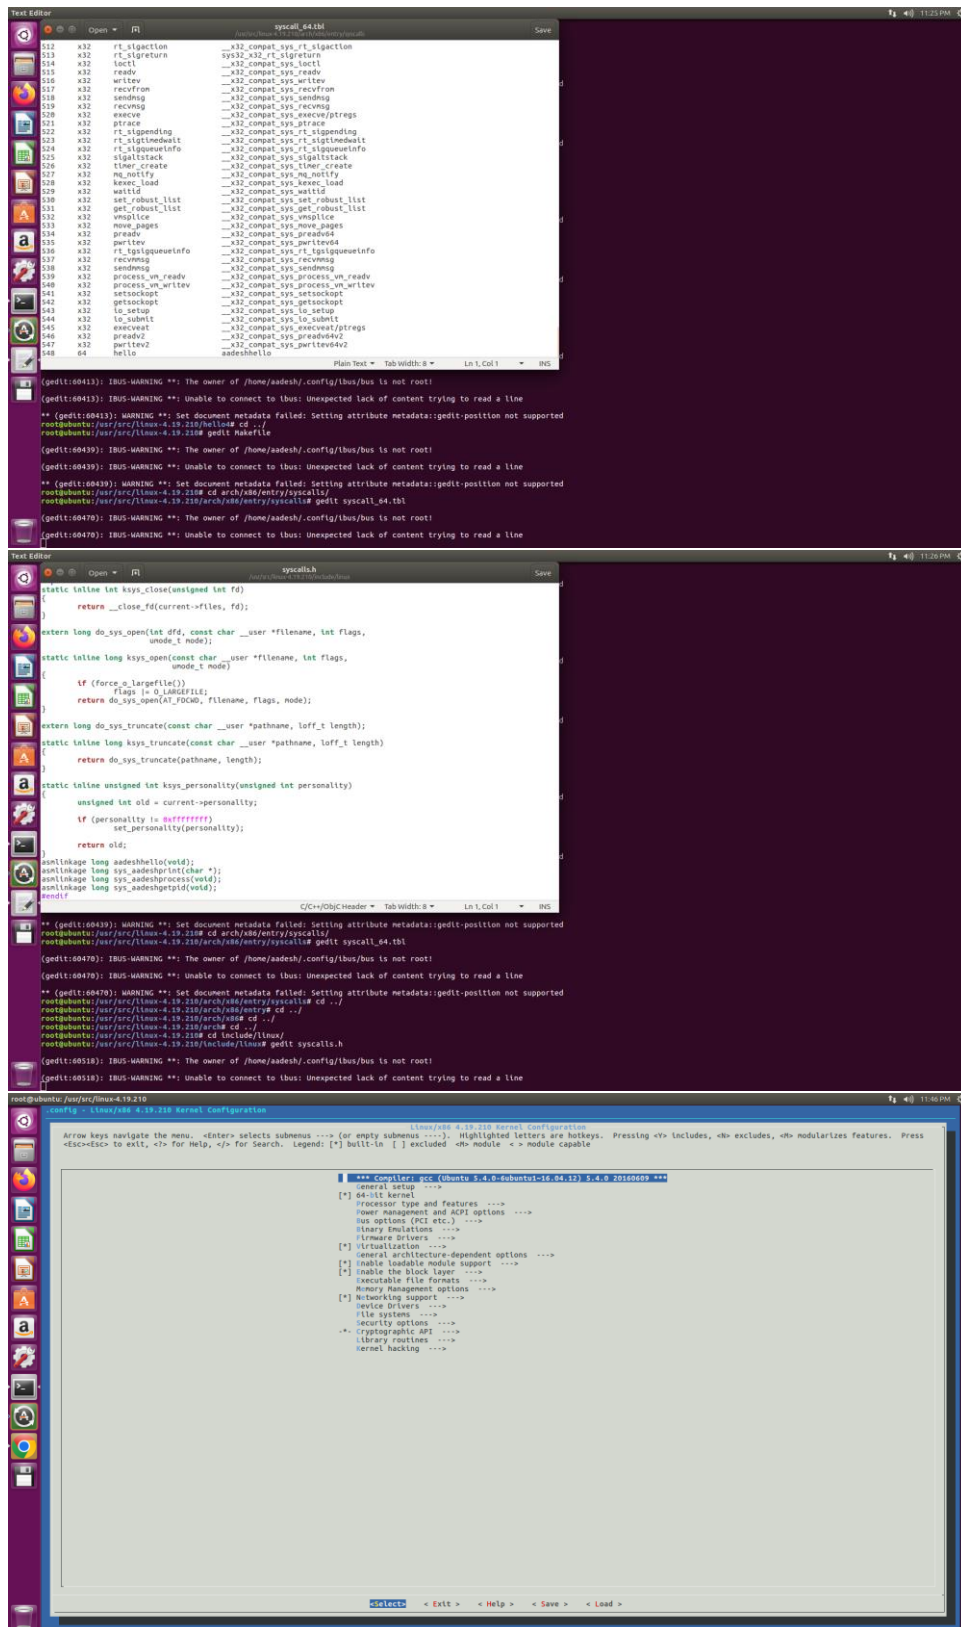 Text Editor
11:25 PM
Open
syscall_64.tbl
Save
512 x32 rt_sigaction __x32_compat_sys_rt_sigaction
513 x32 rt_sigreturn sys32_x32_rt_sigreturn
514 x32 ioctl __x32_compat_sys_ioctl
515 x32 readv __x32_compat_sys_readv
516 x32 writev __x32_compat_sys_writev
517 x32 recvfrom __x32_compat_sys_recvfrom
518 x32 sendmsg __x32_compat_sys_sendmsg
519 x32 recvmsg __x32_compat_sys_recvmsg
520 x32 execve __x32_compat_sys_execve/ptregs
521 x32 ptrace __x32_compat_sys_ptrace
522 x32 rt_sigpending __x32_compat_sys_rt_sigpending
523 x32 rt_sigtimedwait __x32_compat_sys_rt_sigtimedwait
524 x32 rt_sigqueueinfo __x32_compat_sys_rt_sigqueueinfo
525 x32 sigaltstack __x32_compat_sys_sigaltstack
526 x32 timer_create __x32_compat_sys_timer_create
527 x32 mq_notify __x32_compat_sys_mq_notify
528 x32 kexec_load __x32_compat_sys_kexec_load
529 x32 waitid __x32_compat_sys_waitid
530 x32 set_robust_list __x32_compat_sys_set_robust_list
531 x32 get_robust_list __x32_compat_sys_get_robust_list
532 x32 vmsplice __x32_compat_sys_vmsplice
533 x32 move_pages __x32_compat_sys_move_pages
534 x32 preadv __x32_compat_sys_preadv64
535 x32 pwritev __x32_compat_sys_pwritev64
536 x32 rt_tgsigqueueinfo __x32_compat_sys_rt_tgsigqueueinfo
537 x32 recvmmsg __x32_compat_sys_recvmmsg
538 x32 sendmmsg __x32_compat_sys_sendmmsg
539 x32 process_vm_readv __x32_compat_sys_process_vm_readv
540 x32 process_vm_writev __x32_compat_sys_process_vm_writev
541 x32 setsockopt __x32_compat_sys_setsockopt
542 x32 getsockopt __x32_compat_sys_getsockopt
543 x32 io_setup __x32_compat_sys_io_setup
544 x32 io_submit __x32_compat_sys_io_submit
545 x32 execveat __x32_compat_sys_execveat/ptregs
546 x32 preadv2 __x32_compat_sys_preadv64v2
547 x32 pwritev2 __x32_compat_sys_pwritev64v2
548 64 hello aadeshhello
Plain Text Tab Width: 8 Ln 1, Col 1 INS
(gedit:60413): IBUS-WARNING **: The owner of /home/aadesh/.config/ibus/bus is not root!
(gedit:60413): IBUS-WARNING **: Unable to connect to ibus: Unexpected lack of content trying to read a line
** (gedit:60413): WARNING **: Set document metadata failed: Setting attribute metadata::gedit-position not supported
root@ubuntu:/usr/src/linux-4.19.210/hello4# cd ../
root@ubuntu:/usr/src/linux-4.19.210# gedit Makefile
(gedit:60439): IBUS-WARNING **: The owner of /home/aadesh/.config/ibus/bus is not root!
(gedit:60439): IBUS-WARNING **: Unable to connect to ibus: Unexpected lack of content trying to read a line
** (gedit:60439): WARNING **: Set document metadata failed: Setting attribute metadata::gedit-position not supported
root@ubuntu:/usr/src/linux-4.19.210# cd arch/x86/entry/syscalls/
root@ubuntu:/usr/src/linux-4.19.210/arch/x86/entry/syscalls# gedit syscall_64.tbl
(gedit:60470): IBUS-WARNING **: The owner of /home/aadesh/.config/ibus/bus is not root!
(gedit:60470): IBUS-WARNING **: Unable to connect to ibus: Unexpected lack of content trying to read a line
Text Editor
11:26 PM
Open
syscalls.h
/usr/src/linux-4.19.210/include/linux
Save
static inline int ksys_close(unsigned int fd)
{
return __close_fd(current->files, fd);
}
extern long do_sys_open(int dfd, const char __user *filename, int flags,
umode_t mode);
static inline long ksys_open(const char __user *filename, int flags,
umode_t mode)
{
if (force_o_largefile())
flags |= O_LARGEFILE;
return do_sys_open(AT_FDCWD, filename, flags, mode);
}
extern long do_sys_truncate(const char __user *pathname, loff_t length);
static inline long ksys_truncate(const char __user *pathname, loff_t length)
{
return do_sys_truncate(pathname, length);
}
static inline unsigned int ksys_personality(unsigned int personality)
{
unsigned int old = current->personality;
if (personality != 0xffffffff)
set_personality(personality);
return old;
}
asmlinkage long aadeshhello(void);
asmlinkage long sys_aadeshprint(char *);
asmlinkage long sys_aadeshprocess(void);
asmlinkage long sys_aadeshgetpid(void);
#endif
C/C++/ObjC Header Tab Width: 8 Ln 1, Col 1 INS
** (gedit:60439): WARNING **: Set document metadata failed: Setting attribute metadata::gedit-position not supported
root@ubuntu:/usr/src/linux-4.19.210# cd arch/x86/entry/syscalls/
root@ubuntu:/usr/src/linux-4.19.210/arch/x86/entry/syscalls# gedit syscall_64.tbl
(gedit:60470): IBUS-WARNING **: The owner of /home/aadesh/.config/ibus/bus is not root!
(gedit:60470): IBUS-WARNING **: Unable to connect to ibus: Unexpected lack of content trying to read a line
** (gedit:60470): WARNING **: Set document metadata failed: Setting attribute metadata::gedit-position not supported
root@ubuntu:/usr/src/linux-4.19.210/arch/x86/entry/syscalls# cd ../
root@ubuntu:/usr/src/linux-4.19.210/arch/x86/entry# cd ../
root@ubuntu:/usr/src/linux-4.19.210/arch/x86# cd ../
root@ubuntu:/usr/src/linux-4.19.210/arch# cd ../
root@ubuntu:/usr/src/linux-4.19.210# cd include/linux/
root@ubuntu:/usr/src/linux-4.19.210/include/linux# gedit syscalls.h
(gedit:60518): IBUS-WARNING **: The owner of /home/aadesh/.config/ibus/bus is not root!
(gedit:60518): IBUS-WARNING **: Unable to connect to ibus: Unexpected lack of content trying to read a line
root@ubuntu: /usr/src/linux-4.19.210
11:46 PM
.config - Linux/x86 4.19.210 Kernel Configuration
Linux/x86 4.19.210 Kernel Configuration
Arrow keys navigate the menu. <Enter> selects submenus ---> (or empty submenus ----). Highlighted letters are hotkeys. Pressing <Y> includes, <N> excludes, <M> modularizes features. Press
<Esc><Esc> to exit, <?> for Help, </> for Search. Legend: [*] built-in [ ] excluded <M> module < > module capable
*** Compiler: gcc (Ubuntu 5.4.0-6ubuntu1~16.04.12) 5.4.0 20160609 ***
General setup --->
[*] 64-bit kernel
Processor type and features --->
Power management and ACPI options --->
Bus options (PCI etc.) --->
Binary Emulations --->
Firmware Drivers --->
[*] Virtualization --->
General architecture-dependent options --->
[*] Enable loadable module support --->
[*] Enable the block layer --->
Executable file formats --->
Memory Management options --->
[*] Networking support --->
Device Drivers --->
File systems --->
Security options --->
-*- Cryptographic API --->
Library routines --->
Kernel hacking --->
<Select> < Exit > < Help > < Save > < Load >